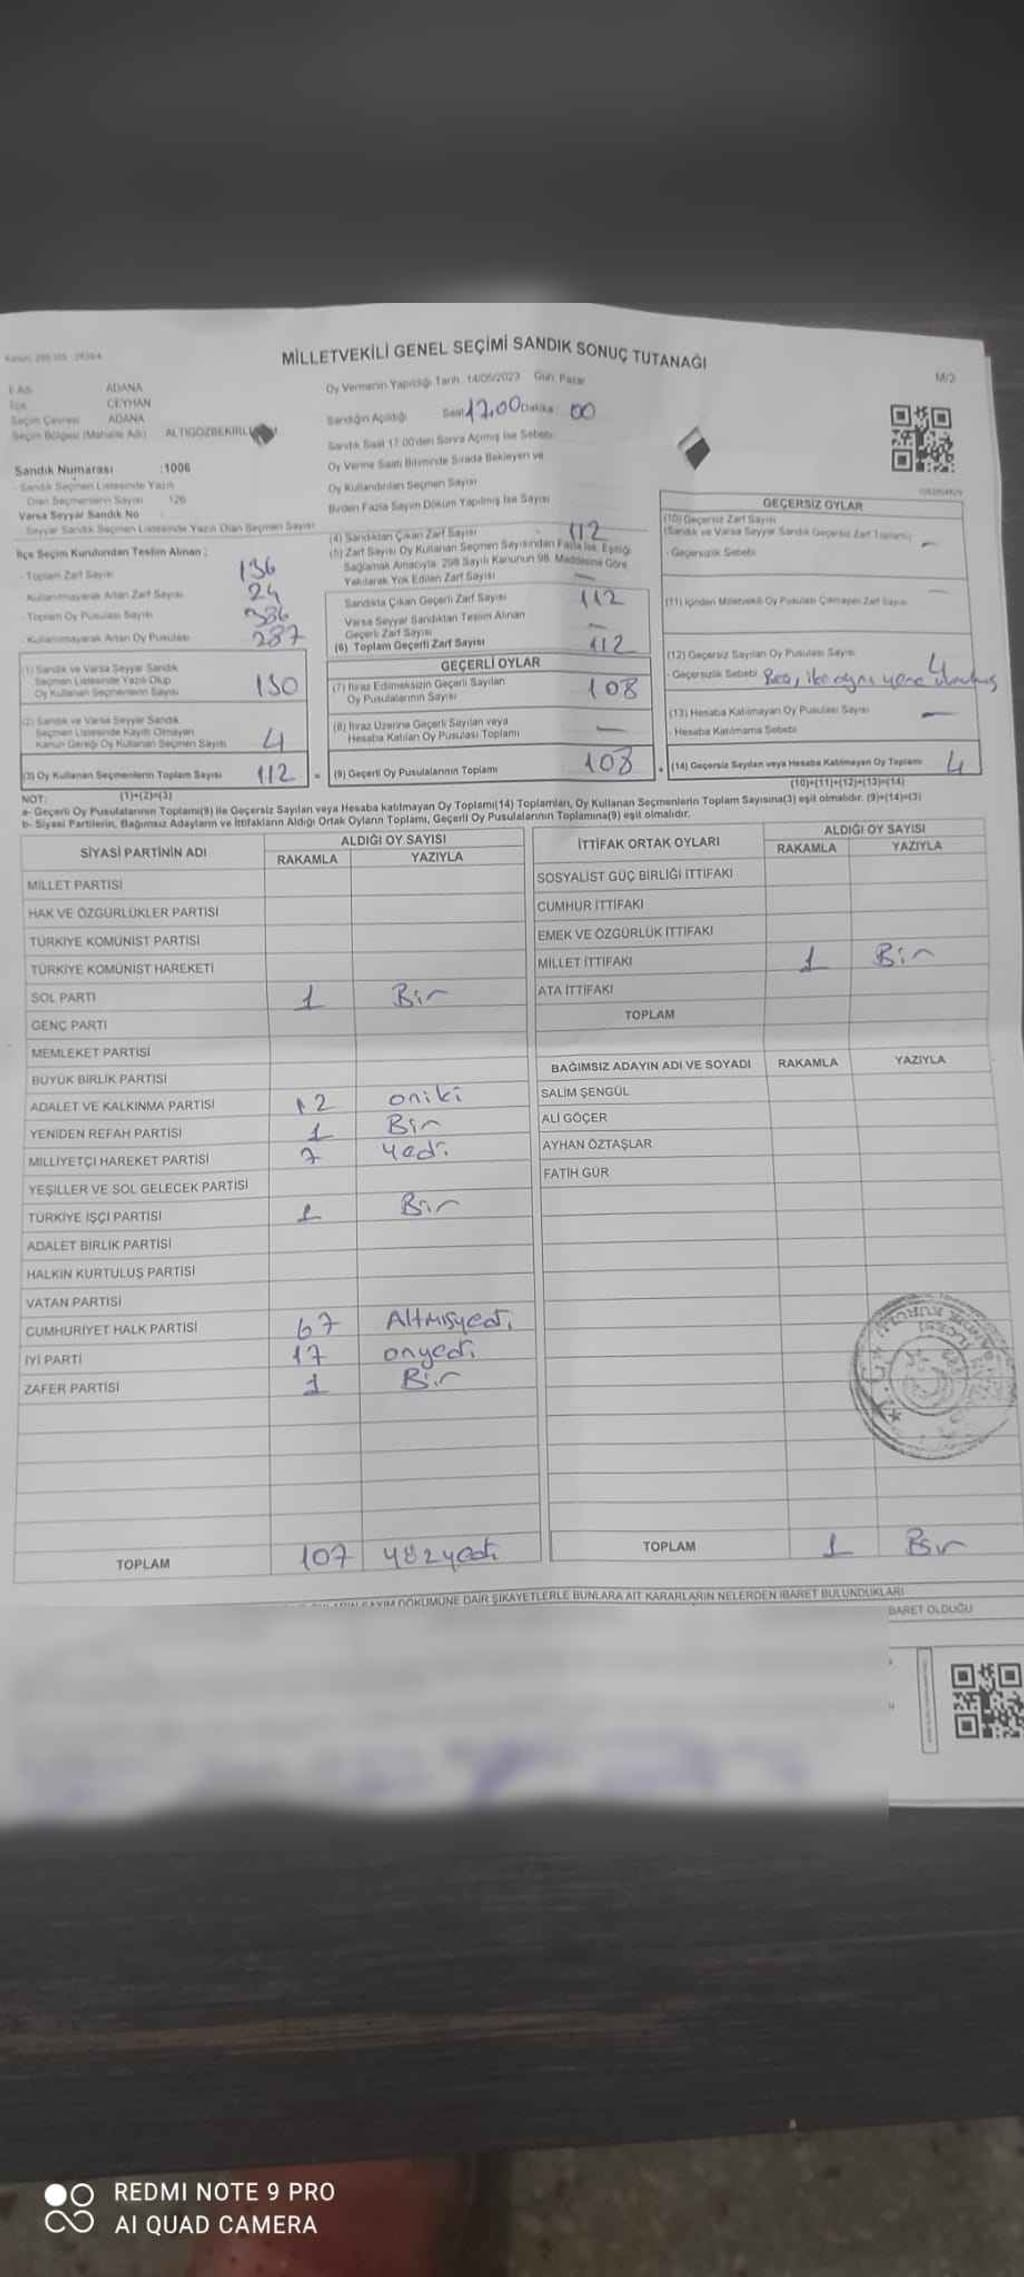 MİLLETVEKİLİ GENEL SEÇİMİ SANDIK SONUÇ TUTANAĞI
M/2
ADANA
İlçe CEYHAN
Seçim Çevresi ADANA
Seçim Bölgesi (Mahalle Adı) ALTIGÖZBEKİRLİ
Sandık Numarası :1006
- Sandık Seçmen Listesinde Yazılı
Olan Seçmenlerin Sayısı 126
Varsa Seyyar Sandık No
- Seyyar Sandık Seçmen Listesinde Yazılı Olan Seçmen Sayısı
Oy Vermenin Yapıldığı Tarih: 14/05/2023 Gün: Pazar
Sandığın Açıldığı Saat 17.00 Dakika 00
Sandık Saat 17:00'den Sonra Açılmış İse Sebebi
Oy Verme Saati Bitiminde Sırada Bekleyen ve
Oy Kullandırılan Seçmen Sayısı
Birden Fazla Sayım Döküm Yapılmış İse Sayısı
İlçe Seçim Kurulundan Teslim Alınan :
- Toplam Zarf Sayısı 136
- Kullanılmayarak Artan Zarf Sayısı 24
- Toplam Oy Pusulası Sayısı
- Kullanılmayarak Artan Oy Pusulası 287
(1) Sandık ve Varsa Seyyar Sandık
Seçmen Listesinde Yazılı Olup
Oy Kullanan Seçmenlerin Sayısı
(2) Sandık ve Varsa Seyyar Sandık
Seçmen Listesinde Kayıtlı Olmayan
Kanun Gereği Oy Kullanan Seçmen Sayısı 4
(3) Oy Kullanan Seçmenlerin Toplam Sayısı 112
(1)+(2)=(3)
(4) Sandıktan Çıkan Zarf Sayısı 112
(5) Zarf Sayısı Oy Kullanan Seçmen Sayısından Fazla İse, Eşitliği
Sağlamak Amacıyla, 298 Sayılı Kanunun 98. Maddesine Göre
Yakılarak Yok Edilen Zarf Sayısı —
Sandıkta Çıkan Geçerli Zarf Sayısı 112
Varsa Seyyar Sandıktan Teslim Alınan
Geçerli Zarf Sayısı —
(6) Toplam Geçerli Zarf Sayısı 112
GEÇERLİ OYLAR
(7) İtiraz Edilmeksizin Geçerli Sayılan
Oy Pusulalarının Sayısı 108
(8) İtiraz Üzerine Geçerli Sayılan veya
Hesaba Katılan Oy Pusulası Toplamı —
= (9) Geçerli Oy Pusulalarının Toplamı 108
GEÇERSİZ OYLAR
(10) Geçersiz Zarf Sayısı
(Sandık ve Varsa Seyyar Sandık Geçersiz Zarf Toplamı) —
- Geçersizlik Sebebi
(11) İçinden Milletvekili Oy Pusulası Çıkmayan Zarf Sayısı —
(12) Geçersiz Sayılan Oy Pusulası Sayısı 4
- Geçersizlik Sebebi
(13) Hesaba Katılmayan Oy Pusulası Sayısı —
- Hesaba Katılmama Sebebi
+ (14) Geçersiz Sayılan veya Hesaba Katılmayan Oy Toplamı 4
(10)+(11)+(12)+(13)=(14)
NOT:
a- Geçerli Oy Pusulalarının Toplamı(9) ile Geçersiz Sayılan veya Hesaba katılmayan Oy Toplamı(14) Toplamları, Oy Kullanan Seçmenlerin Toplam Sayısına(3) eşit olmalıdır. (9)+(14)=(3)
b- Siyasi Partilerin, Bağımsız Adayların ve İttifakların Aldığı Ortak Oyların Toplamı, Geçerli Oy Pusulalarının Toplamına(9) eşit olmalıdır.
SİYASİ PARTİNİN ADI ALDIĞI OY SAYISI
RAKAMLA YAZIYLA
MİLLET PARTİSİ
HAK VE ÖZGÜRLÜKLER PARTİSİ
TÜRKİYE KOMÜNİST PARTİSİ
TÜRKİYE KOMÜNİST HAREKETİ
SOL PARTİ 1 Bir
GENÇ PARTİ
MEMLEKET PARTİSİ
BÜYÜK BİRLİK PARTİSİ
ADALET VE KALKINMA PARTİSİ 12 oniki
YENİDEN REFAH PARTİSİ 1 Bir
MİLLİYETÇİ HAREKET PARTİSİ 7 yedi
YEŞİLLER VE SOL GELECEK PARTİSİ
TÜRKİYE İŞÇİ PARTİSİ 1 Bir
ADALET BİRLİK PARTİSİ
HALKIN KURTULUŞ PARTİSİ
VATAN PARTİSİ
CUMHURİYET HALK PARTİSİ 67 Altmışyedi
İYİ PARTİ 17 onyedi
ZAFER PARTİSİ 1 Bir
TOPLAM 107 yüzyedi
İTTİFAK ORTAK OYLARI ALDIĞI OY SAYISI
RAKAMLA YAZIYLA
SOSYALİST GÜÇ BİRLİĞİ İTTİFAKI
CUMHUR İTTİFAKI
EMEK VE ÖZGÜRLÜK İTTİFAKI
MİLLET İTTİFAKI 1 Bir
ATA İTTİFAKI
TOPLAM
BAĞIMSIZ ADAYIN ADI VE SOYADI RAKAMLA YAZIYLA
SALİM ŞENGÜL
ALİ GÖÇER
AYHAN ÖZTAŞLAR
FATİH GÜR
TOPLAM 1 Bir
DÖKÜMÜNE DAİR ŞİKAYETLERLE BUNLARA AİT KARARLARIN NELERDEN İBARET BULUNDUKLARI
BARET OLDUĞU
REDMI NOTE 9 PRO
AI QUAD CAMERA